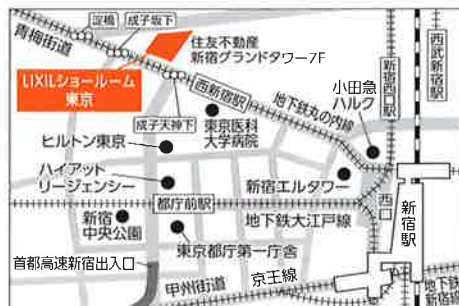 淀橋
成子坂下
青梅街道
住友不動産
新宿グランドタワー7F
LIXILショールーム
東京
西新宿駅
成子天神下
地下鉄丸の内線
新宿西口駅
西武新宿駅
小田急
ハルク
東京医科
大学病院
ヒルトン東京
ハイアット
リージェンシー
新宿エルタワー
都庁前駅
地下鉄大江戸線
西口
新宿駅
新宿
中央公園
東京都庁第一庁舎
首都高速新宿出入口
甲州街道
京王線